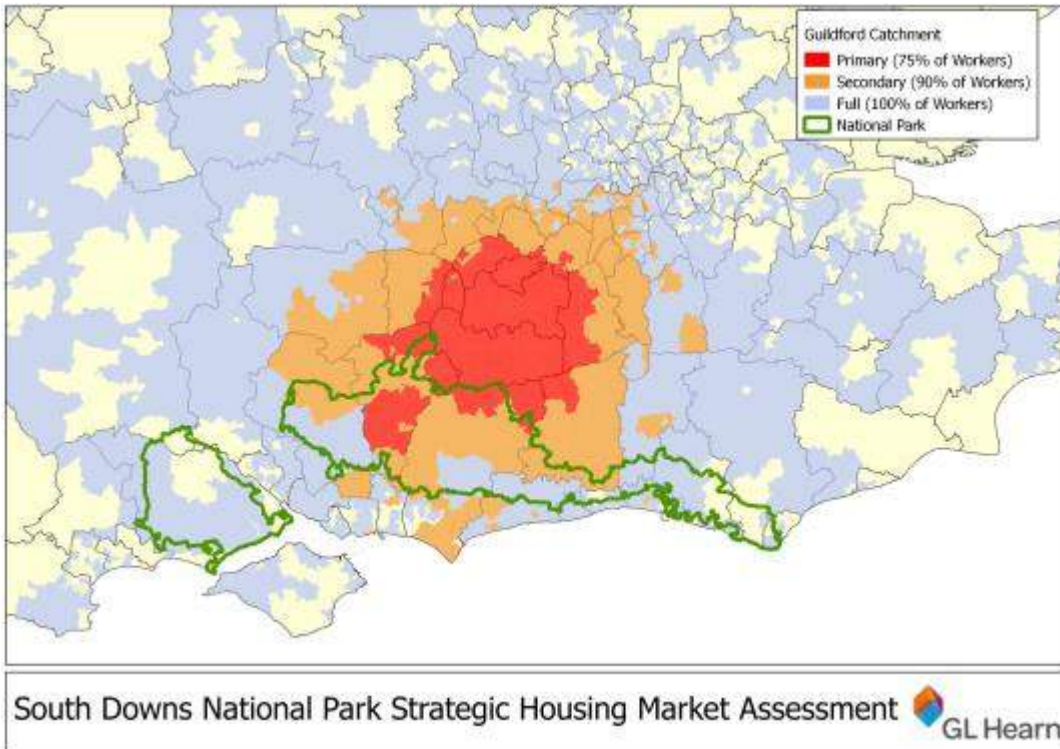 Guildford Catchment
Primary (75% of Workers)
Secondary (90% of Workers)
Full (100% of Workers)
National Park
South Downs National Park Strategic Housing Market Assessment
GL Hearn